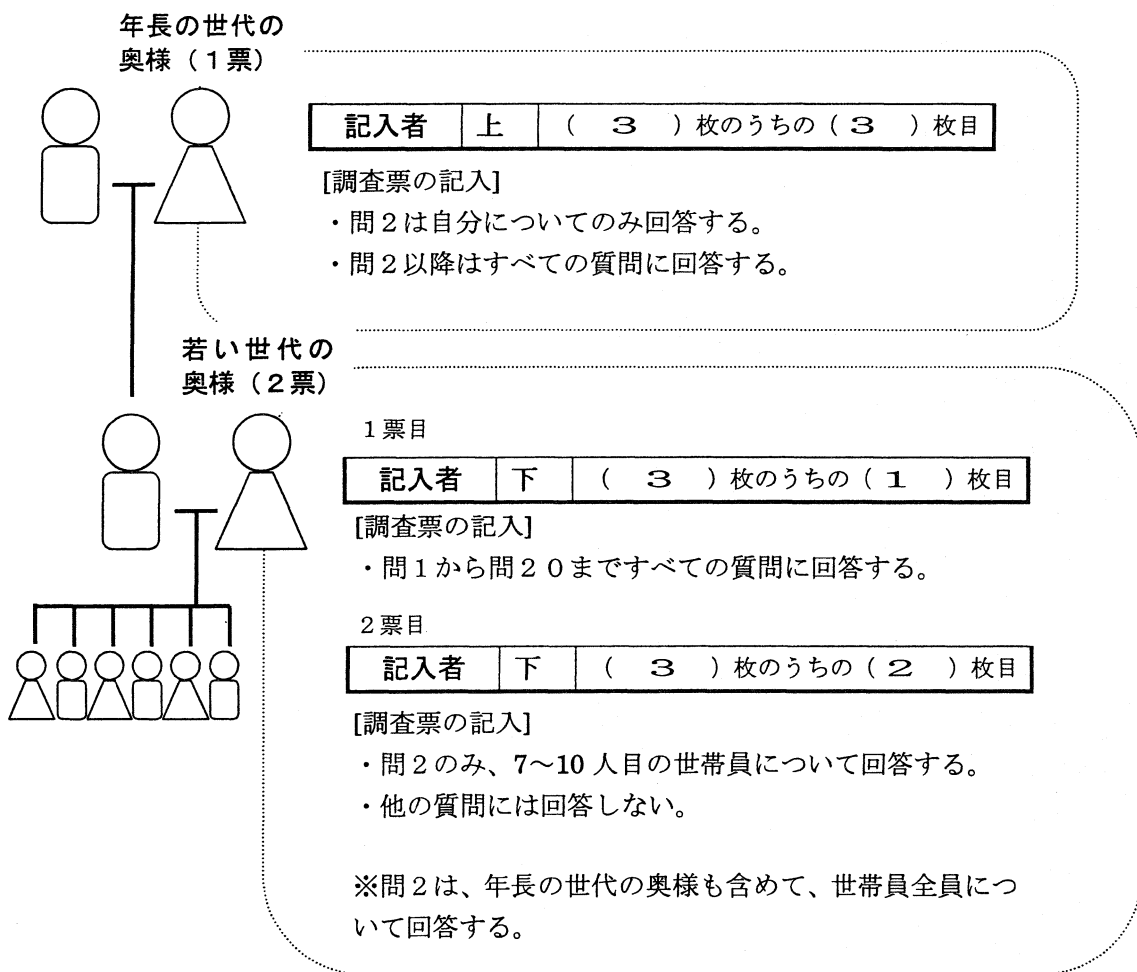 年長の世代の
奥様（１票）
記入者 上 （ ３ ）枚のうちの（ ３ ）枚目
[調査票の記入]
・問２は自分についてのみ回答する。
・問２以降はすべての質問に回答する。
若い世代の
奥様（２票）
１票目
記入者 下 （ ３ ）枚のうちの（ １ ）枚目
[調査票の記入]
・問１から問２０まですべての質問に回答する。
２票目
記入者 下 （ ３ ）枚のうちの（ ２ ）枚目
[調査票の記入]
・問２のみ、7～10 人目の世帯員について回答する。
・他の質問には回答しない。
※問２は、年長の世代の奥様も含めて、世帯員全員につ
いて回答する。